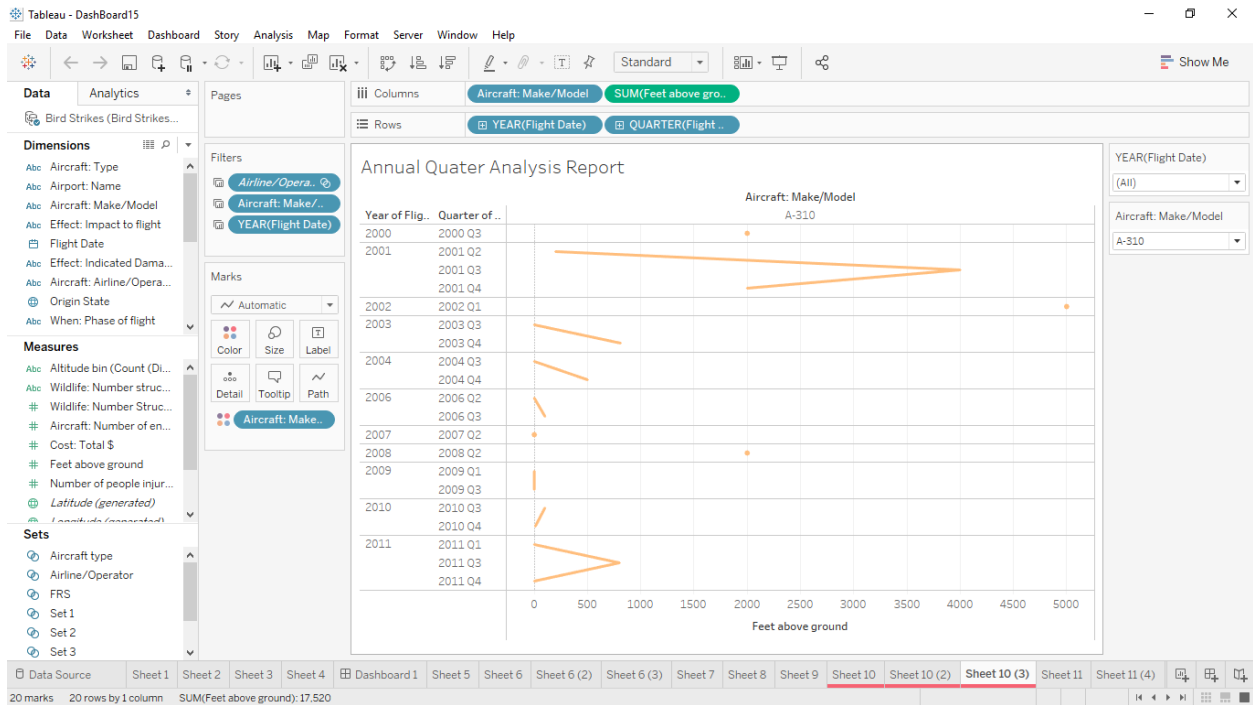 Tableau - DashBoard15
File Data Worksheet Dashboard Story Analysis Map Format Server Window Help
Standard
Show Me
Data Analytics
Bird Strikes (Bird Strikes...
Dimensions
Abc Aircraft: Type
Abc Airport: Name
Abc Aircraft: Make/Model
Abc Effect: Impact to flight
Flight Date
Abc Effect: Indicated Dama...
Abc Aircraft: Airline/Opera...
Origin State
Abc When: Phase of flight
Measures
Abc Altitude bin (Count (Di...
Abc Wildlife: Number struc...
# Wildlife: Number Struc...
# Aircraft: Number of en...
# Cost: Total $
# Feet above ground
# Number of people injur...
Latitude (generated)
Longitude (generated)
Sets
Aircraft type
Airline/Operator
FRS
Set 1
Set 2
Set 3
Pages
Filters
Airline/Opera..
Aircraft: Make/..
YEAR(Flight Date)
Marks
Automatic
Color Size Label
Detail Tooltip Path
Aircraft: Make..
Columns Aircraft: Make/Model SUM(Feet above gro..
Rows YEAR(Flight Date) QUARTER(Flight ..
Annual Quater Analysis Report
Aircraft: Make/Model
Year of Flig.. Quarter of .. A-310
2000 2000 Q3
2001 2001 Q2
2001 Q3
2001 Q4
2002 2002 Q1
2003 2003 Q3
2003 Q4
2004 2004 Q3
2004 Q4
2006 2006 Q2
2006 Q3
2007 2007 Q2
2008 2008 Q2
2009 2009 Q1
2009 Q3
2010 2010 Q3
2010 Q4
2011 2011 Q1
2011 Q3
2011 Q4
0 500 1000 1500 2000 2500 3000 3500 4000 4500 5000
Feet above ground
YEAR(Flight Date)
(All)
Aircraft: Make/Model
A-310
Data Source Sheet 1 Sheet 2 Sheet 3 Sheet 4 Dashboard 1 Sheet 5 Sheet 6 Sheet 6 (2) Sheet 6 (3) Sheet 7 Sheet 8 Sheet 9 Sheet 10 Sheet 10 (2) Sheet 10 (3) Sheet 11 Sheet 11 (4)
20 marks 20 rows by 1 column SUM(Feet above ground): 17,520